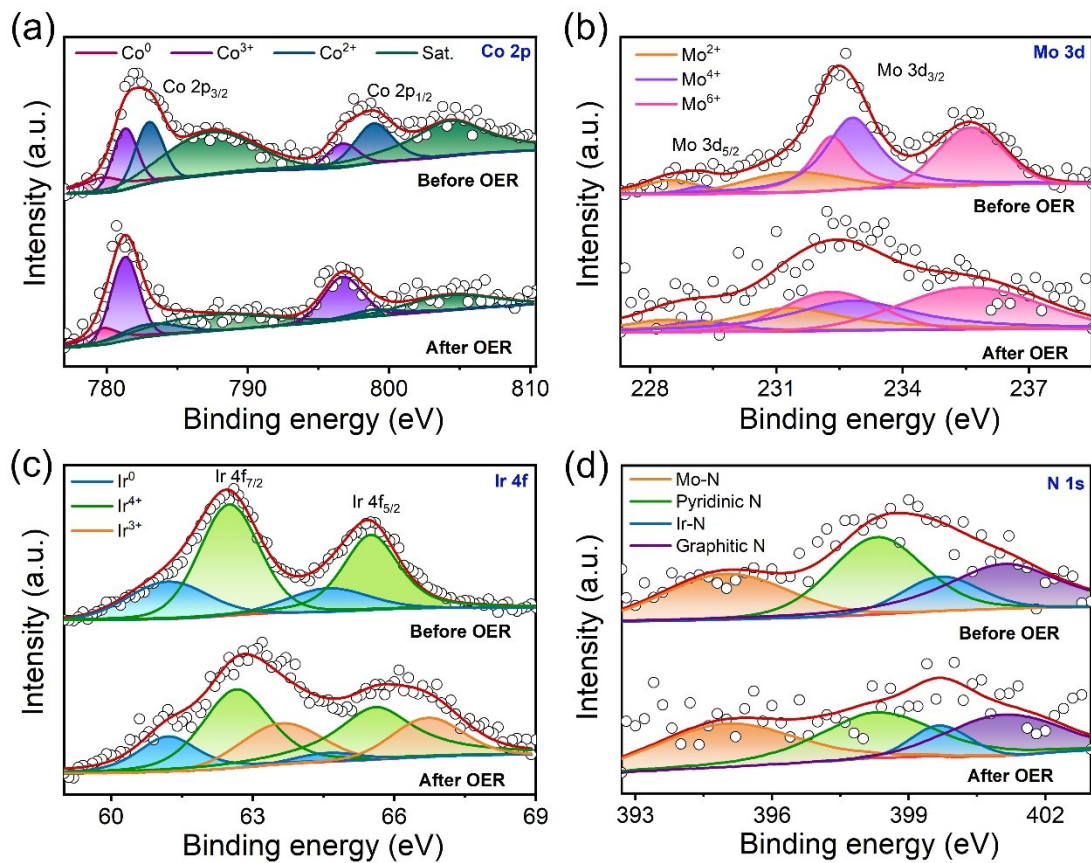 (a)
Co⁰ Co³⁺ Co²⁺ Sat.
Co 2p
Co 2p₃/₂
Co 2p₁/₂
Before OER
After OER
Intensity (a.u.)
780 790 800 810
Binding energy (eV)
(b)
Mo²⁺
Mo⁴⁺
Mo⁶⁺
Mo 3d
Mo 3d₃/₂
Mo 3d₅/₂
Before OER
After OER
Intensity (a.u.)
228 231 234 237
Binding energy (eV)
(c)
Ir⁰
Ir⁴⁺
Ir³⁺
Ir 4f
Ir 4f₇/₂
Ir 4f₅/₂
Before OER
After OER
Intensity (a.u.)
60 63 66 69
Binding energy (eV)
(d)
Mo-N
Pyridinic N
Ir-N
Graphitic N
N 1s
Before OER
After OER
Intensity (a.u.)
393 396 399 402
Binding energy (eV)